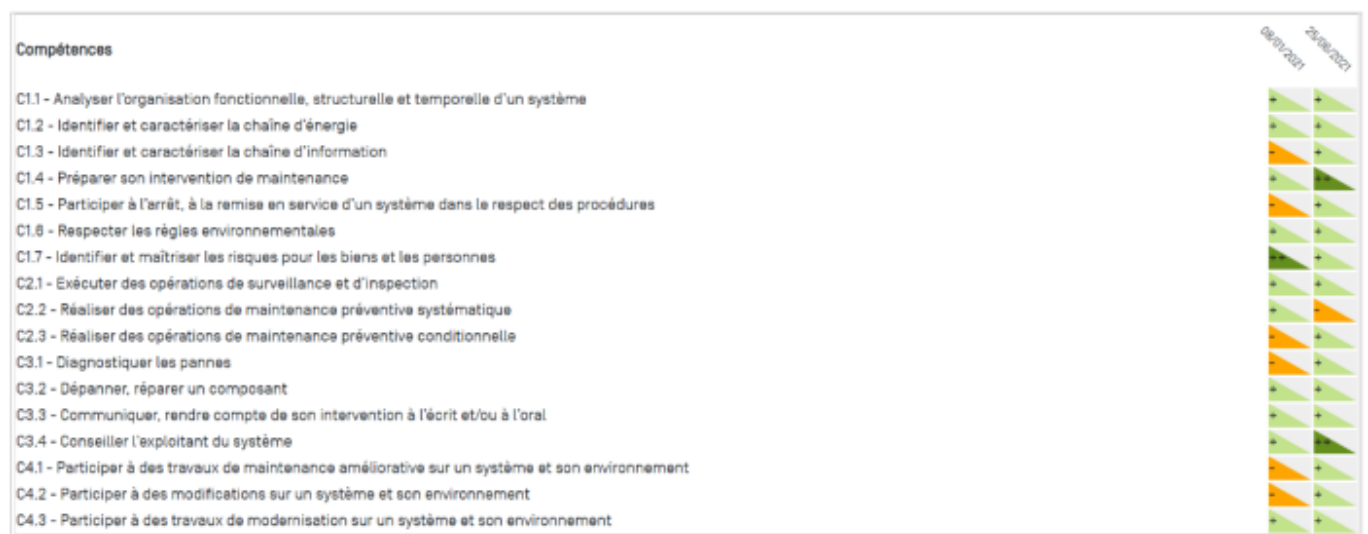 08/01/2021 25/06/2021
Compétences
C1.1 - Analyser l'organisation fonctionnelle, structurelle et temporelle d'un système + +
C1.2 - Identifier et caractériser la chaîne d'énergie + +
C1.3 - Identifier et caractériser la chaîne d'information - +
C1.4 - Préparer son intervention de maintenance + ++
C1.5 - Participer à l'arrêt, à la remise en service d'un système dans le respect des procédures - +
C1.6 - Respecter les règles environnementales + +
C1.7 - Identifier et maîtriser les risques pour les biens et les personnes ++ +
C2.1 - Exécuter des opérations de surveillance et d'inspection + +
C2.2 - Réaliser des opérations de maintenance préventive systématique + -
C2.3 - Réaliser des opérations de maintenance préventive conditionnelle - +
C3.1 - Diagnostiquer les pannes - +
C3.2 - Dépanner, réparer un composant + +
C3.3 - Communiquer, rendre compte de son intervention à l'écrit et/ou à l'oral + +
C3.4 - Conseiller l'exploitant du système + ++
C4.1 - Participer à des travaux de maintenance améliorative sur un système et son environnement - +
C4.2 - Participer à des modifications sur un système et son environnement - +
C4.3 - Participer à des travaux de modernisation sur un système et son environnement + +